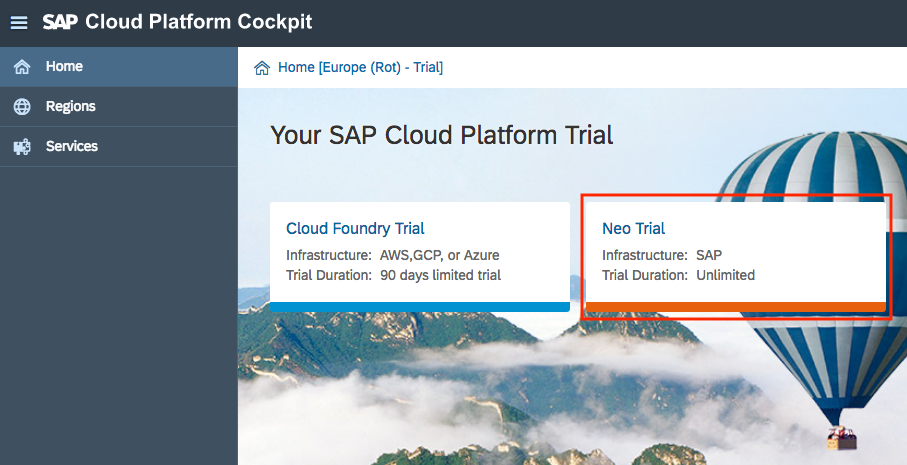 SAP Cloud Platform Cockpit
Home
Regions
Services
Home [Europe (Rot) - Trial]
Your SAP Cloud Platform Trial
Cloud Foundry Trial
Infrastructure: AWS,GCP, or Azure
Trial Duration: 90 days limited trial
Neo Trial
Infrastructure: SAP
Trial Duration: Unlimited